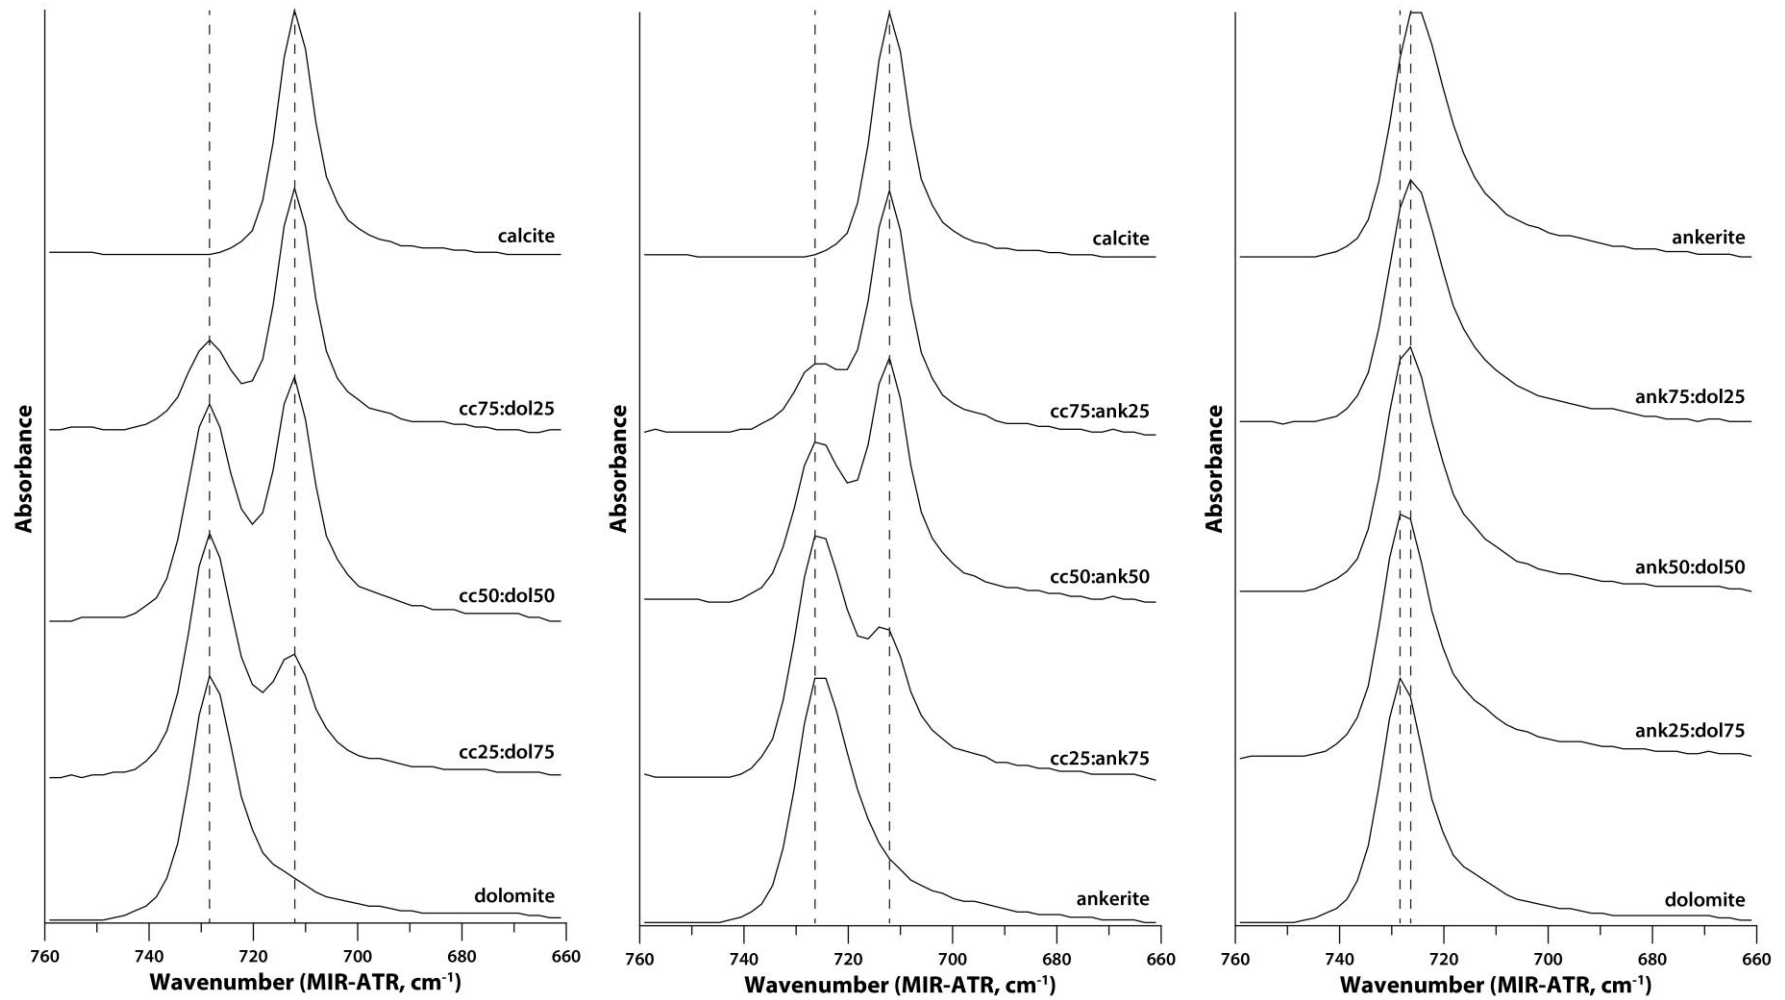 Absorbance
calcite
cc75:dol25
cc50:dol50
cc25:dol75
dolomite
760 740 720 700 680 660
Wavenumber (MIR-ATR, cm-1)
Absorbance
calcite
cc75:ank25
cc50:ank50
cc25:ank75
ankerite
760 740 720 700 680 660
Wavenumber (MIR-ATR, cm-1)
Absorbance
ankerite
ank75:dol25
ank50:dol50
ank25:dol75
dolomite
760 740 720 700 680 660
Wavenumber (MIR-ATR, cm-1)